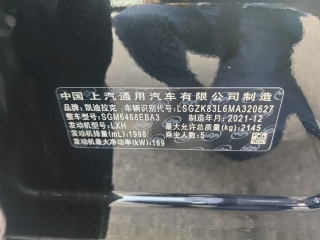 中国 上汽通用汽车有限公司制造
品牌：凯迪拉克 车辆识别代号：LSGZK83L6MA320627
整车型号：SGM6468EBA3 制造年月：2021-12
发动机型号：LXH 最大允许总质量(kg)：2145
发动机排量(mL)：1998 乘坐人数：5
发动机最大净功率(kW)：169